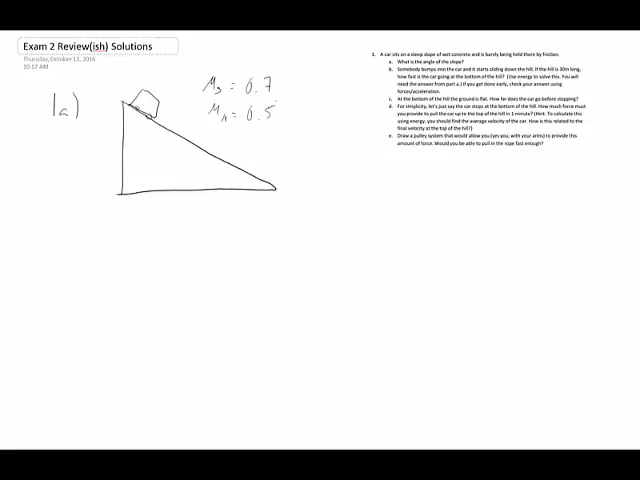 Exam 2 Review(ish) Solutions
Thursday, October 13, 2016
10:17 AM
1a)
μs = 0.7
μk = 0.5
1. A car sits on a steep slope of wet concrete and is barely being held there by friction.
a. What is the angle of the slope?
b. Somebody bumps into the car and it starts sliding down the hill. If the hill is 30m long,
how fast is the car going at the bottom of the hill? (Use energy to solve this. You will
need the answer from part a.) If you get done early, check your answer using
forces/acceleration.
c. At the bottom of the hill the ground is flat. How far does the car go before stopping?
d. For simplicity, let's just say the car stops at the bottom of the hill. How much force must
you provide to pull the car up to the top of the hill in 1 minute? (Hint: To calculate this
using energy, you should find the average velocity of the car. How is this related to the
final velocity at the top of the hill?)
e. Draw a pulley system that would allow you (yes you, with your arms) to provide this
amount of force. Would you be able to pull in the rope fast enough?